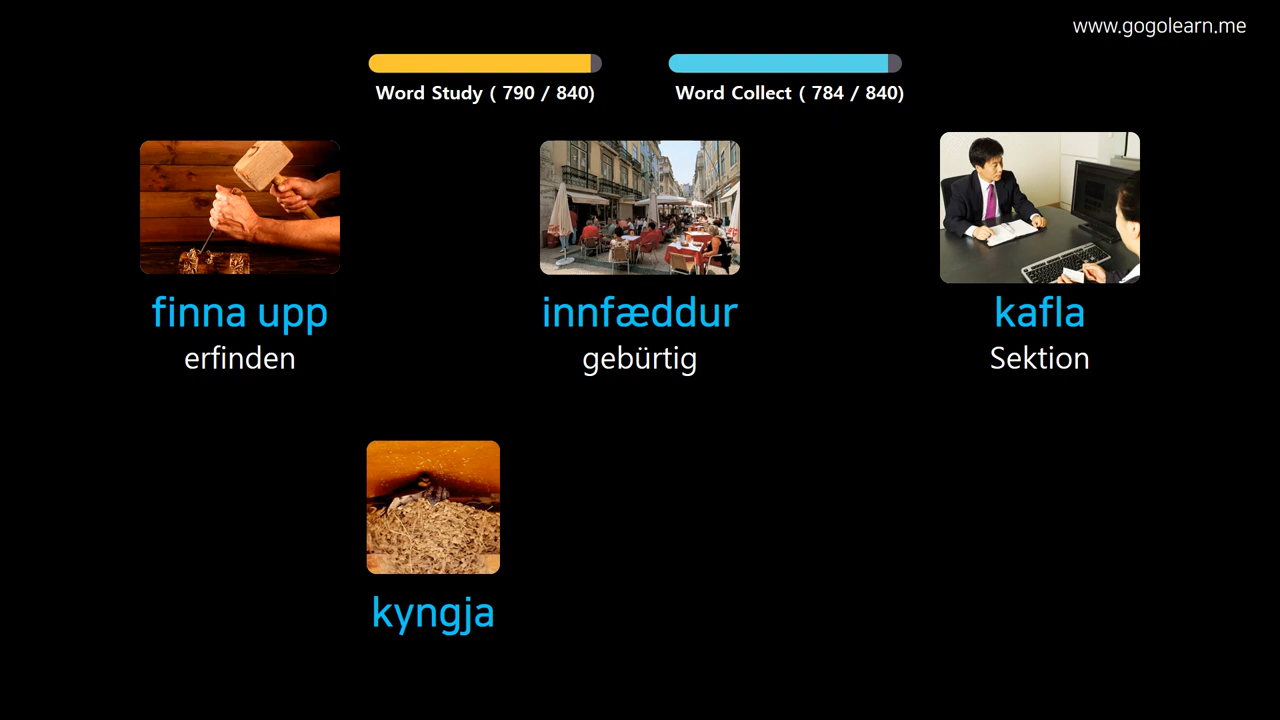 www.gogolearn.me
Word Study ( 790 / 840)
Word Collect ( 784 / 840)
finna upp
innfæddur
kafla
erfinden
gebürtig
Sektion
kyngja